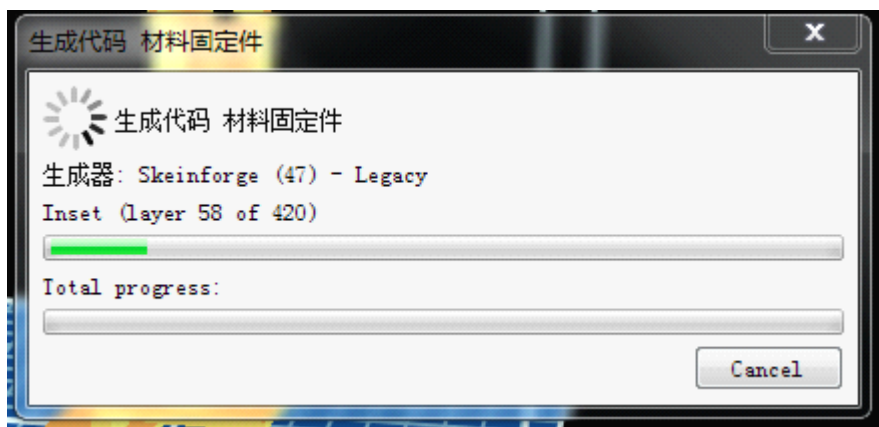 生成代码 材料固定件
x
生成代码 材料固定件
生成器: Skeinforge (47) - Legacy
Inset (layer 58 of 420)
Total progress:
Cancel